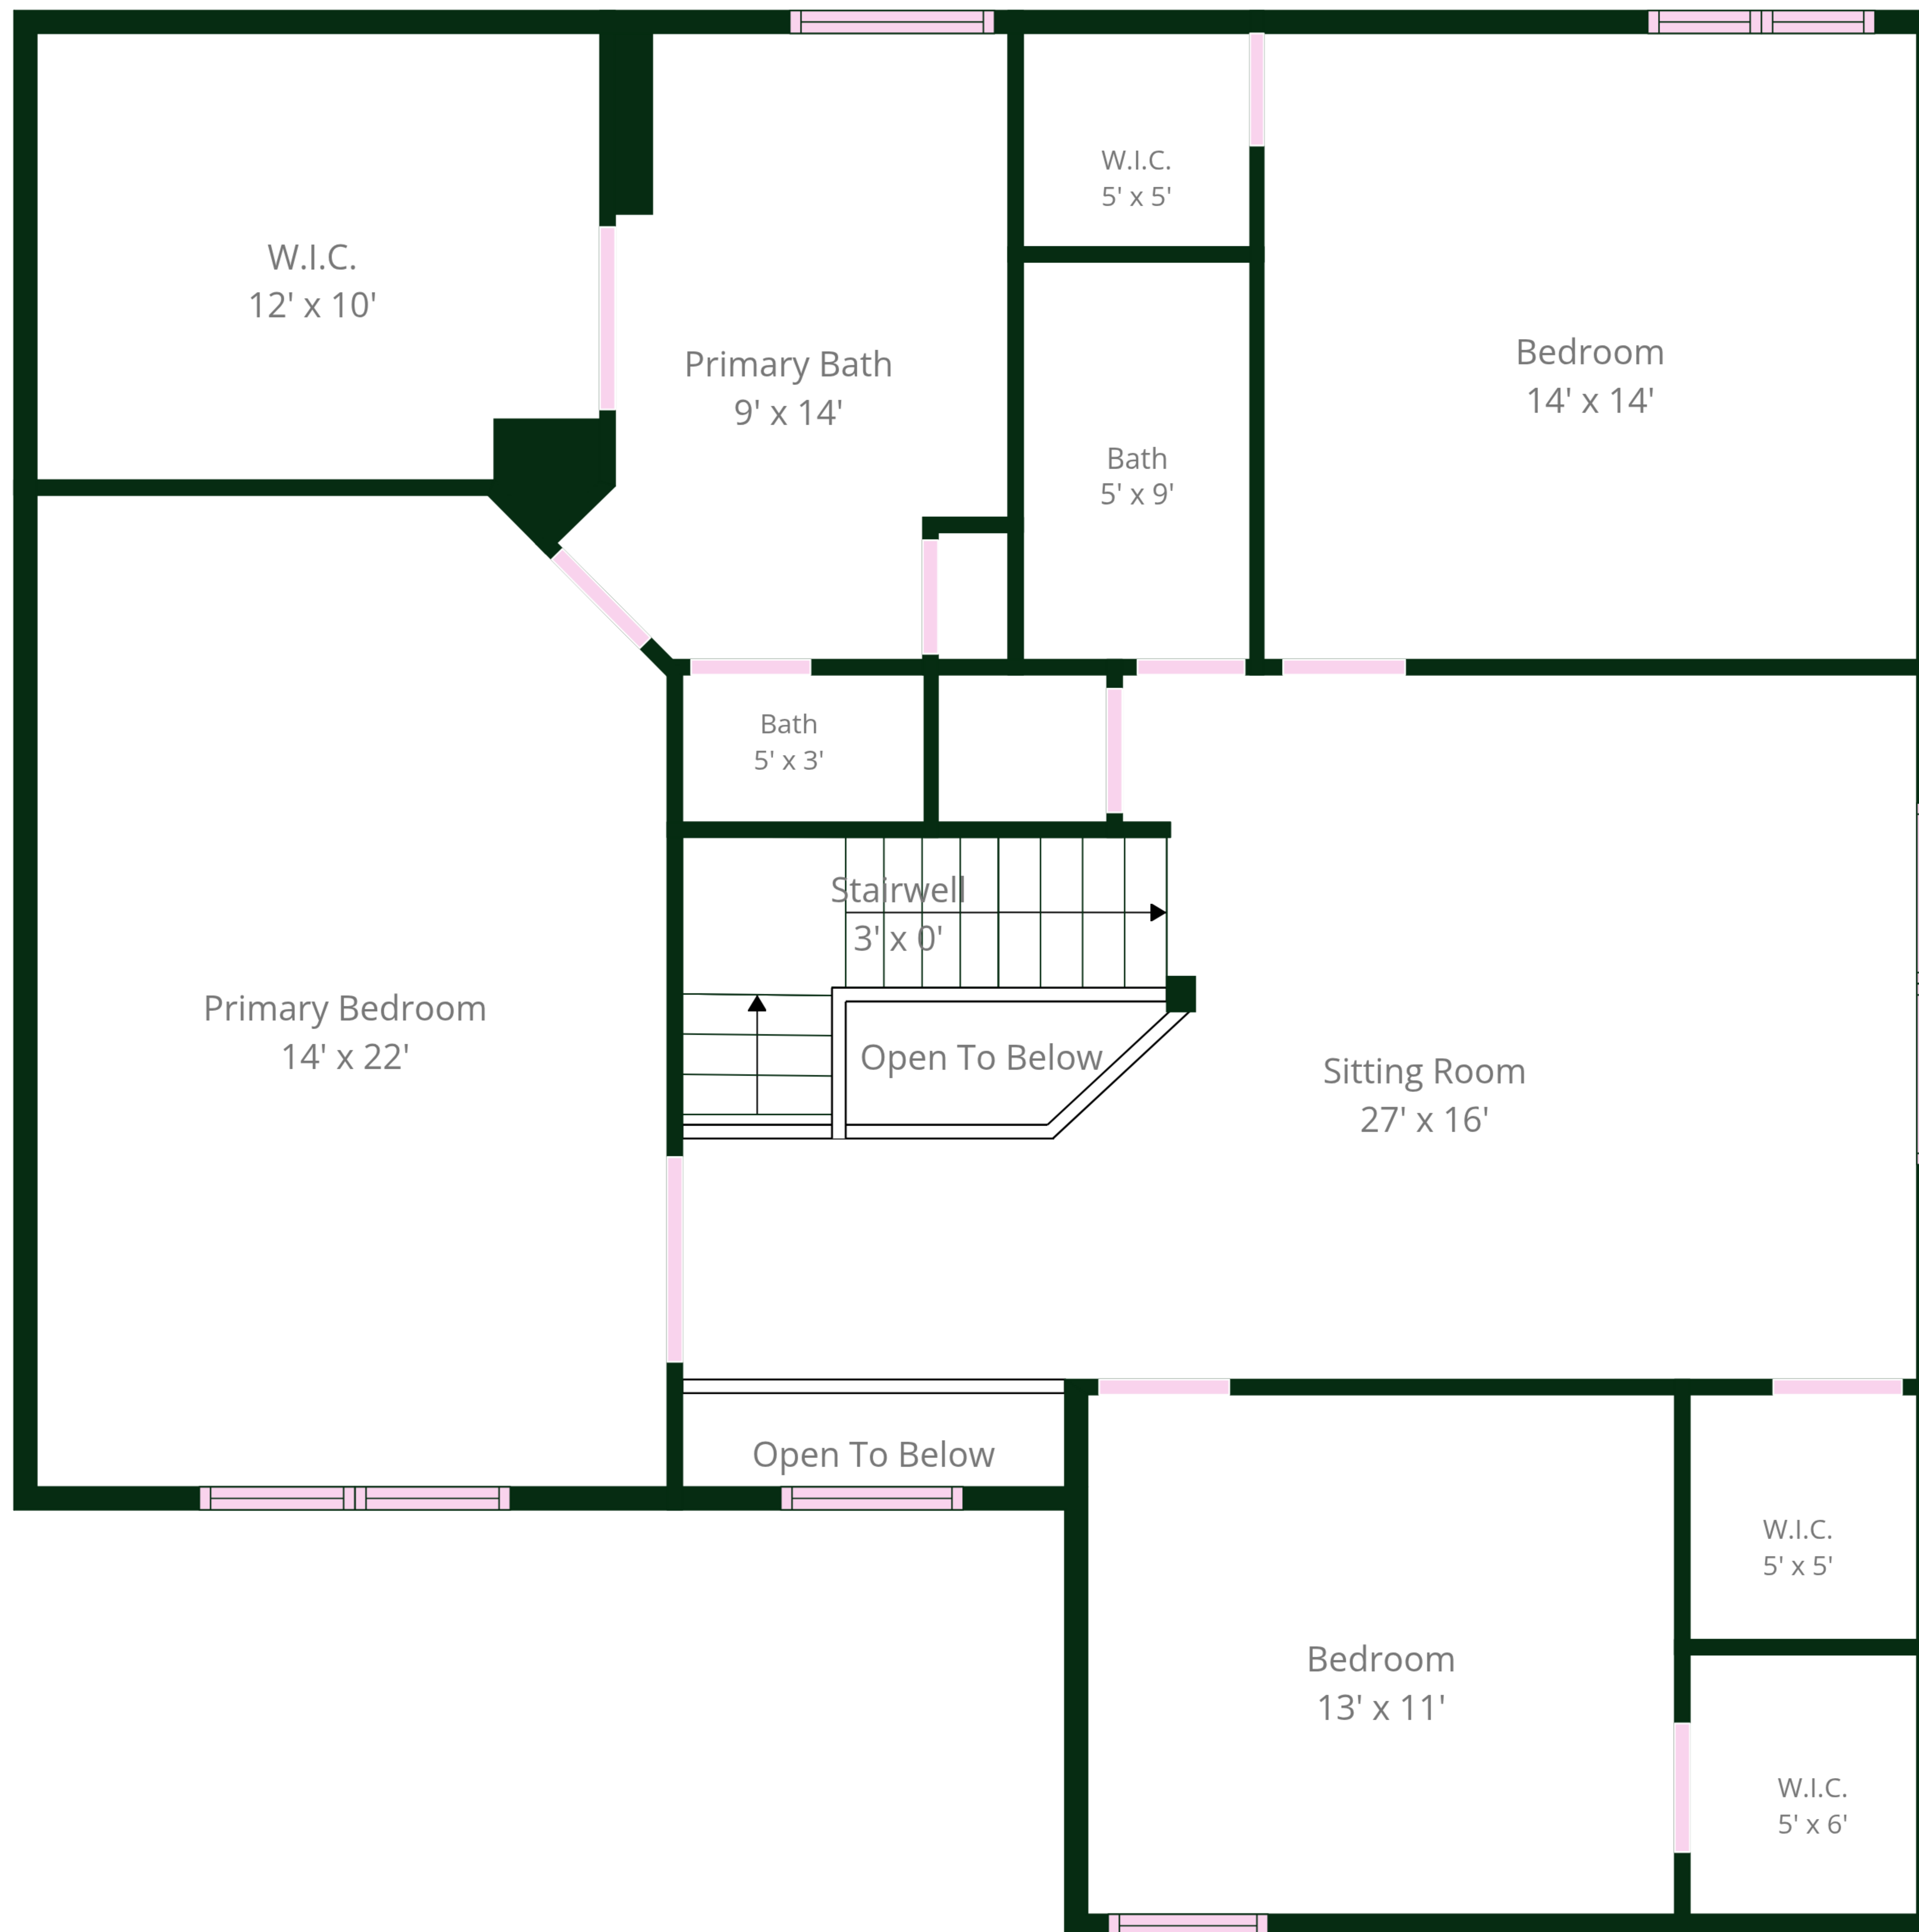 W.I.C.
5' x 5'
W.I.C.
12' x 10'
Primary Bath
9' x 14'
Bedroom
14' x 14'
Bath
5' x 9'
Bath
5' x 3'
Stairwell
3' x 0'
Primary Bedroom
14' x 22'
Open To Below
Sitting Room
27' x 16'
Open To Below
W.I.C.
5' x 5'
Bedroom
13' x 11'
W.I.C.
5' x 6'